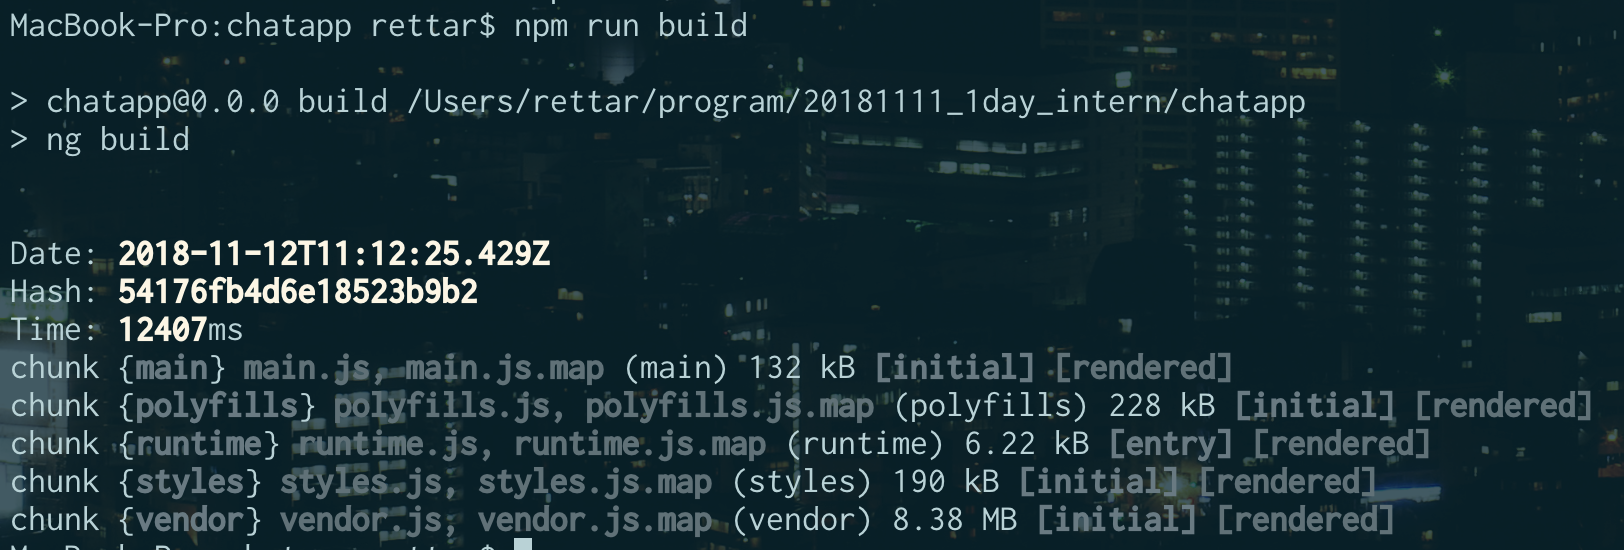 MacBook-Pro:chatapp rettar$ npm run build
> chatapp@0.0.0 build /Users/rettar/program/20181111_1day_intern/chatapp
> ng build
Date: 2018-11-12T11:12:25.429Z
Hash: 54176fb4d6e18523b9b2
Time: 12407ms
chunk {main} main.js, main.js.map (main) 132 kB [initial] [rendered]
chunk {polyfills} polyfills.js, polyfills.js.map (polyfills) 228 kB [initial] [rendered]
chunk {runtime} runtime.js, runtime.js.map (runtime) 6.22 kB [entry] [rendered]
chunk {styles} styles.js, styles.js.map (styles) 190 kB [initial] [rendered]
chunk {vendor} vendor.js, vendor.js.map (vendor) 8.38 MB [initial] [rendered]
MacBook-Pro:chatapp rettar$